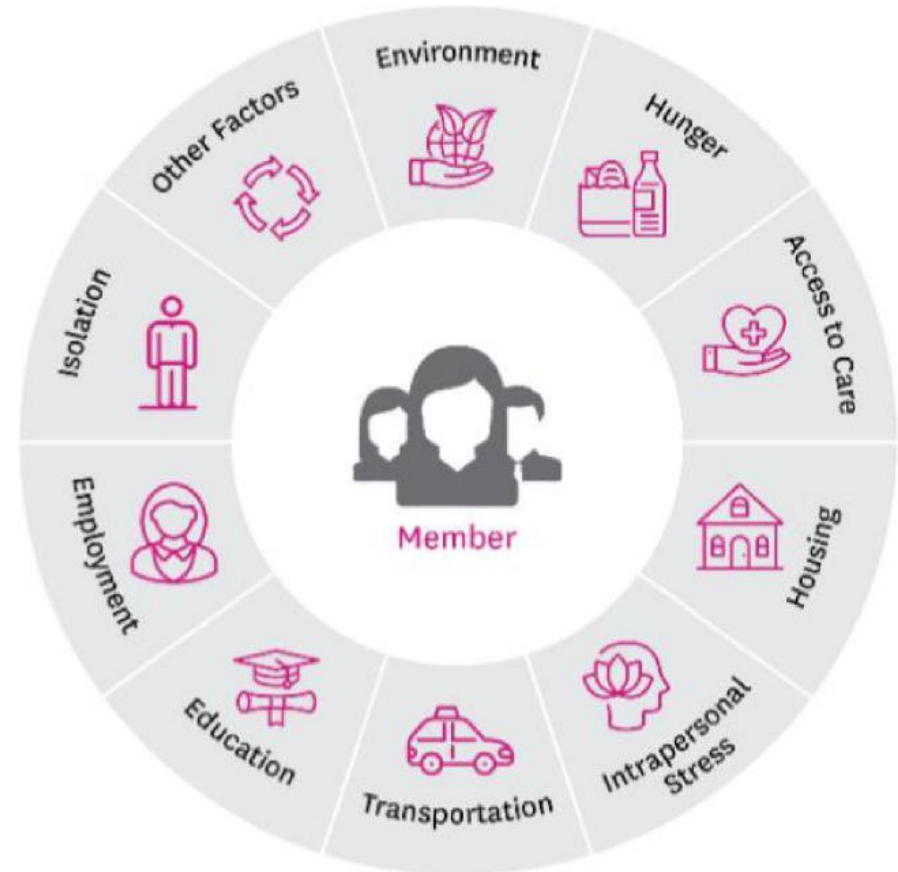 Environment
Hunger
Access to Care
Housing
Intrapersonal
Stress
Transportation
Education
Employment
Isolation
Other Factors
Member